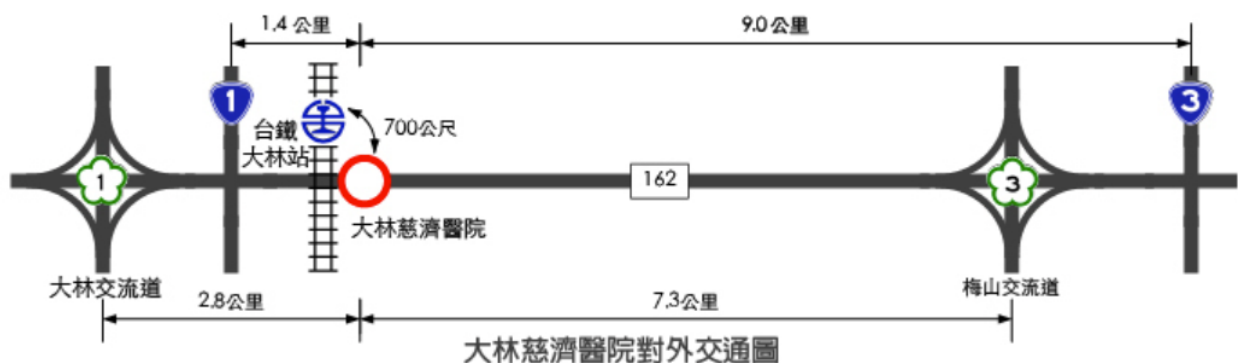 1.4 公里
9.0公里
1
3
台鐵
大林站
700公尺
1
162
3
大林慈濟醫院
大林交流道
梅山交流道
2.8公里
7.3公里
大林慈濟醫院對外交通圖